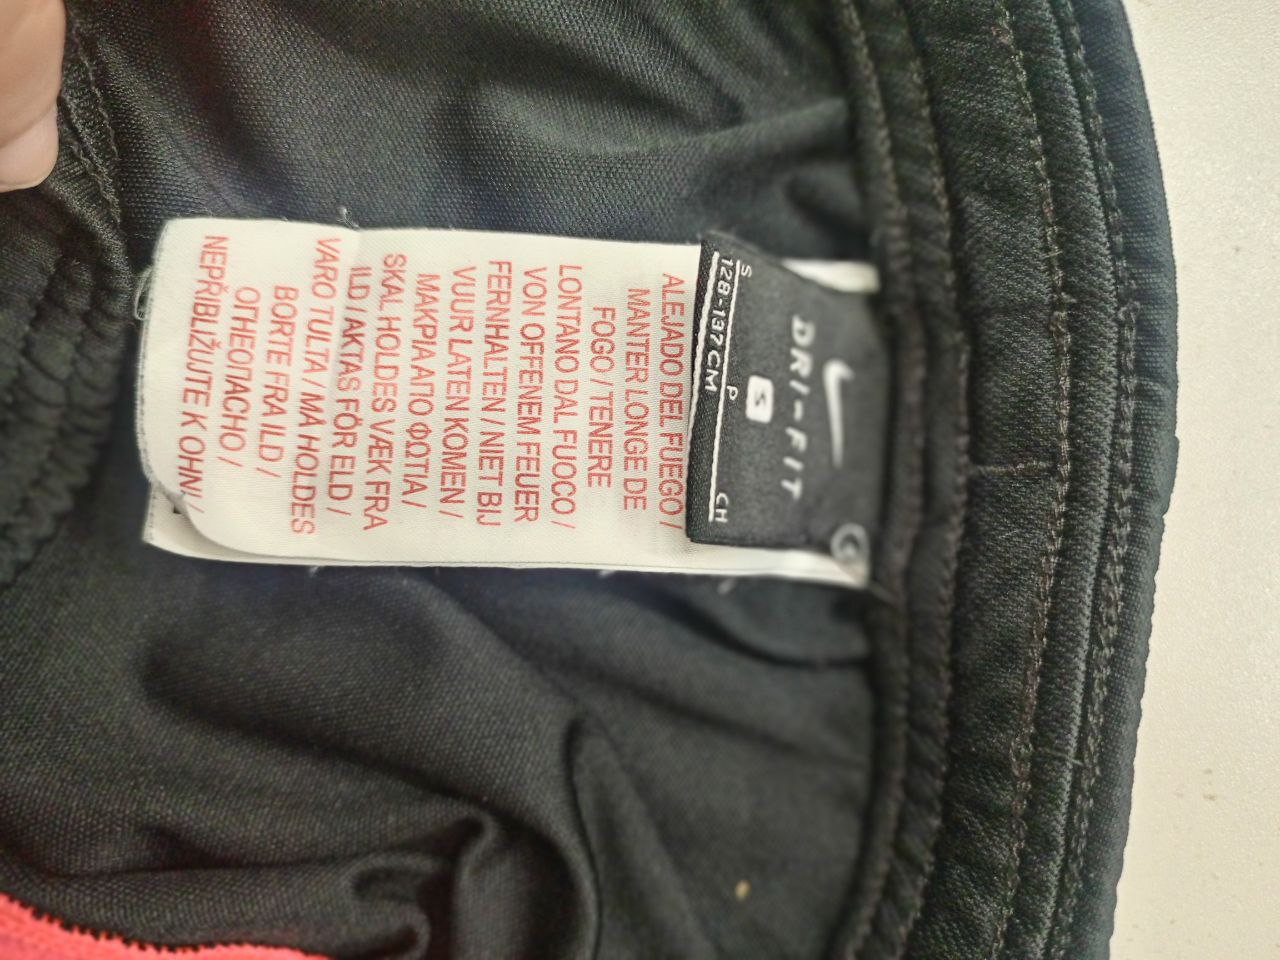 DRI-FIT
S
S P CH
128-137CM
ALEJADO DEL FUEGO /
MANTER LONGE DE
FOGO / TENERE
LONTANO DAL FUOCO /
VON OFFENEM FEUER
FERNHALTEN / NIET BIJ
VUUR LATEN KOMEN /
ΜΑΚΡΙΑ ΑΠΟ ΦΩΤΙΑ /
SKAL HOLDES VÆK FRA
ILD / AKTAS FÖR ELD /
VARO TULTA / MÅ HOLDES
BORTE FRA ILD /
ОГНЕОПАСНО /
NEPŘIBLIŽUJTE K OHNI /